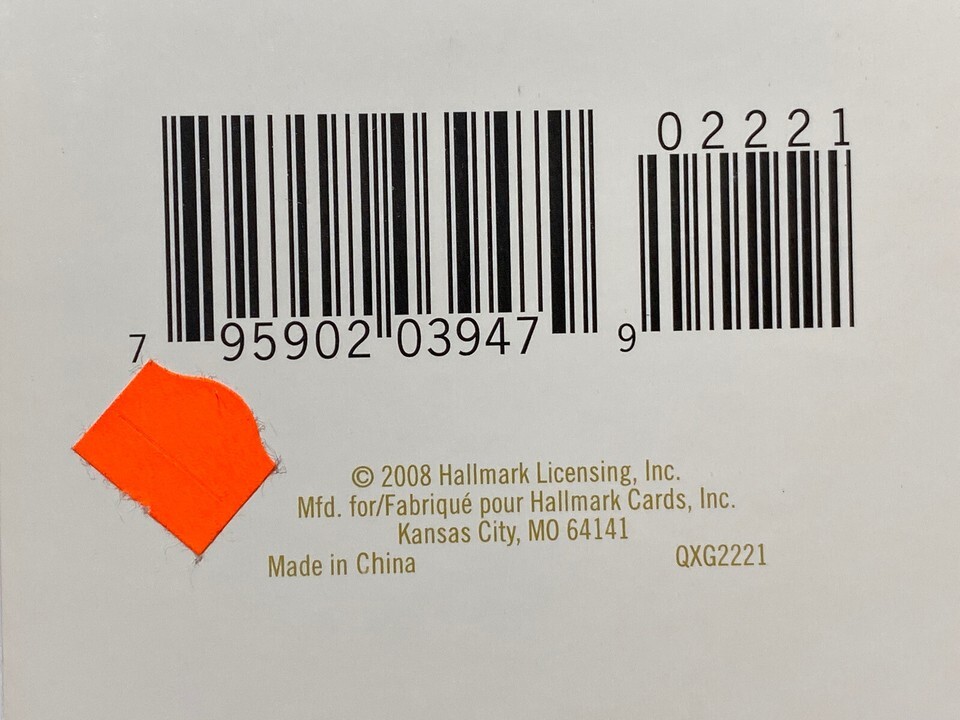 02221
7 95902 03947 9
© 2008 Hallmark Licensing, Inc.
Mfd. for/Fabriqué pour Hallmark Cards, Inc.
Kansas City, MO 64141
Made in China QXG2221